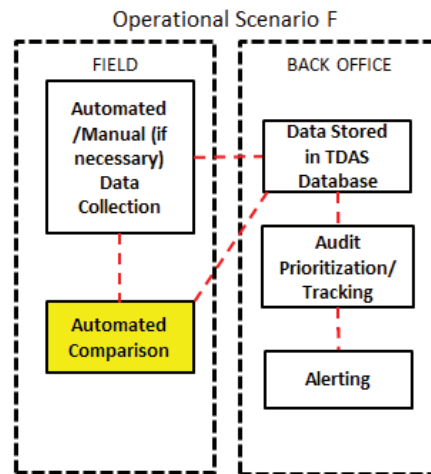 Operational Scenario F
FIELD
Automated
/Manual (if
necessary)
Data
Collection
Automated
Comparison
BACK OFFICE
Data Stored
in TDAS
Database
Audit
Prioritization/
Tracking
Alerting